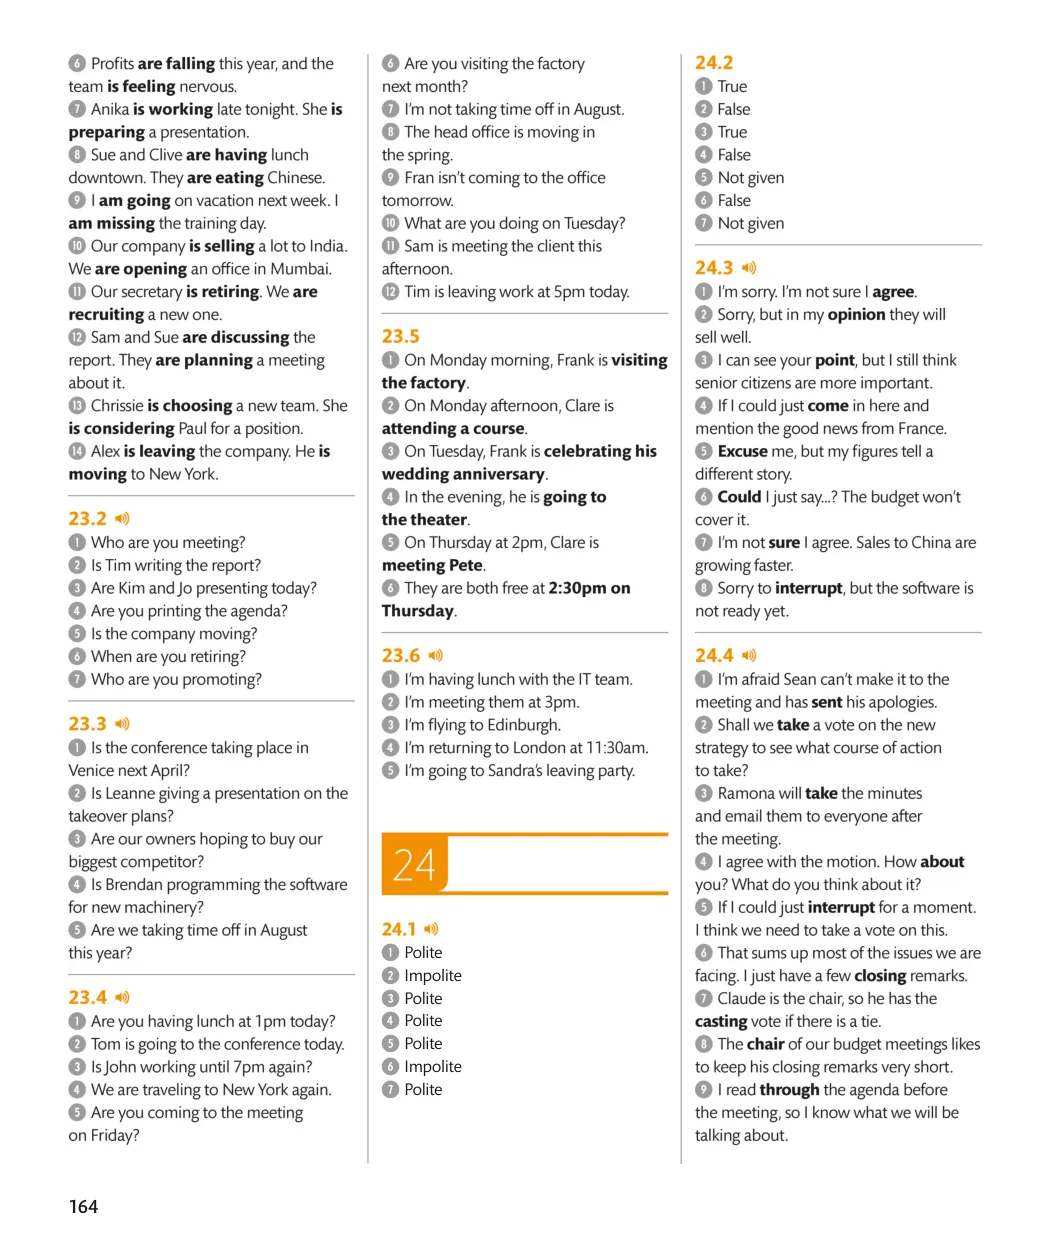 6 Profits are falling this year, and the
team is feeling nervous.
7 Anika is working late tonight. She is
preparing a presentation.
8 Sue and Clive are having lunch
downtown. They are eating Chinese.
9 I am going on vacation next week. I
am missing the training day.
10 Our company is selling a lot to India.
We are opening an office in Mumbai.
11 Our secretary is retiring. We are
recruiting a new one.
12 Sam and Sue are discussing the
report. They are planning a meeting
about it.
13 Chrissie is choosing a new team. She
is considering Paul for a position.
14 Alex is leaving the company. He is
moving to New York.
23.2
1 Who are you meeting?
2 Is Tim writing the report?
3 Are Kim and Jo presenting today?
4 Are you printing the agenda?
5 Is the company moving?
6 When are you retiring?
7 Who are you promoting?
23.3
1 Is the conference taking place in
Venice next April?
2 Is Leanne giving a presentation on the
takeover plans?
3 Are our owners hoping to buy our
biggest competitor?
4 Is Brendan programming the software
for new machinery?
5 Are we taking time off in August
this year?
23.4
1 Are you having lunch at 1pm today?
2 Tom is going to the conference today.
3 Is John working until 7pm again?
4 We are traveling to New York again.
5 Are you coming to the meeting
on Friday?
6 Are you visiting the factory
next month?
7 I'm not taking time off in August.
8 The head office is moving in
the spring.
9 Fran isn't coming to the office
tomorrow.
10 What are you doing on Tuesday?
11 Sam is meeting the client this
afternoon.
12 Tim is leaving work at 5pm today.
23.5
1 On Monday morning, Frank is visiting
the factory.
2 On Monday afternoon, Clare is
attending a course.
3 On Tuesday, Frank is celebrating his
wedding anniversary.
4 In the evening, he is going to
the theater.
5 On Thursday at 2pm, Clare is
meeting Pete.
6 They are both free at 2:30pm on
Thursday.
23.6
1 I'm having lunch with the IT team.
2 I'm meeting them at 3pm.
3 I'm flying to Edinburgh.
4 I'm returning to London at 11:30am.
5 I'm going to Sandra's leaving party.
24
24.1
1 Polite
2 Impolite
3 Polite
4 Polite
5 Polite
6 Impolite
7 Polite
24.2
1 True
2 False
3 True
4 False
5 Not given
6 False
7 Not given
24.3
1 I'm sorry. I'm not sure I agree.
2 Sorry, but in my opinion they will
sell well.
3 I can see your point, but I still think
senior citizens are more important.
4 If I could just come in here and
mention the good news from France.
5 Excuse me, but my figures tell a
different story.
6 Could I just say...? The budget won't
cover it.
7 I'm not sure I agree. Sales to China are
growing faster.
8 Sorry to interrupt, but the software is
not ready yet.
24.4
1 I'm afraid Sean can't make it to the
meeting and has sent his apologies.
2 Shall we take a vote on the new
strategy to see what course of action
to take?
3 Ramona will take the minutes
and email them to everyone after
the meeting.
4 I agree with the motion. How about
you? What do you think about it?
5 If I could just interrupt for a moment.
I think we need to take a vote on this.
6 That sums up most of the issues we are
facing. I just have a few closing remarks.
7 Claude is the chair, so he has the
casting vote if there is a tie.
8 The chair of our budget meetings likes
to keep his closing remarks very short.
9 I read through the agenda before
the meeting, so I know what we will be
talking about.
164